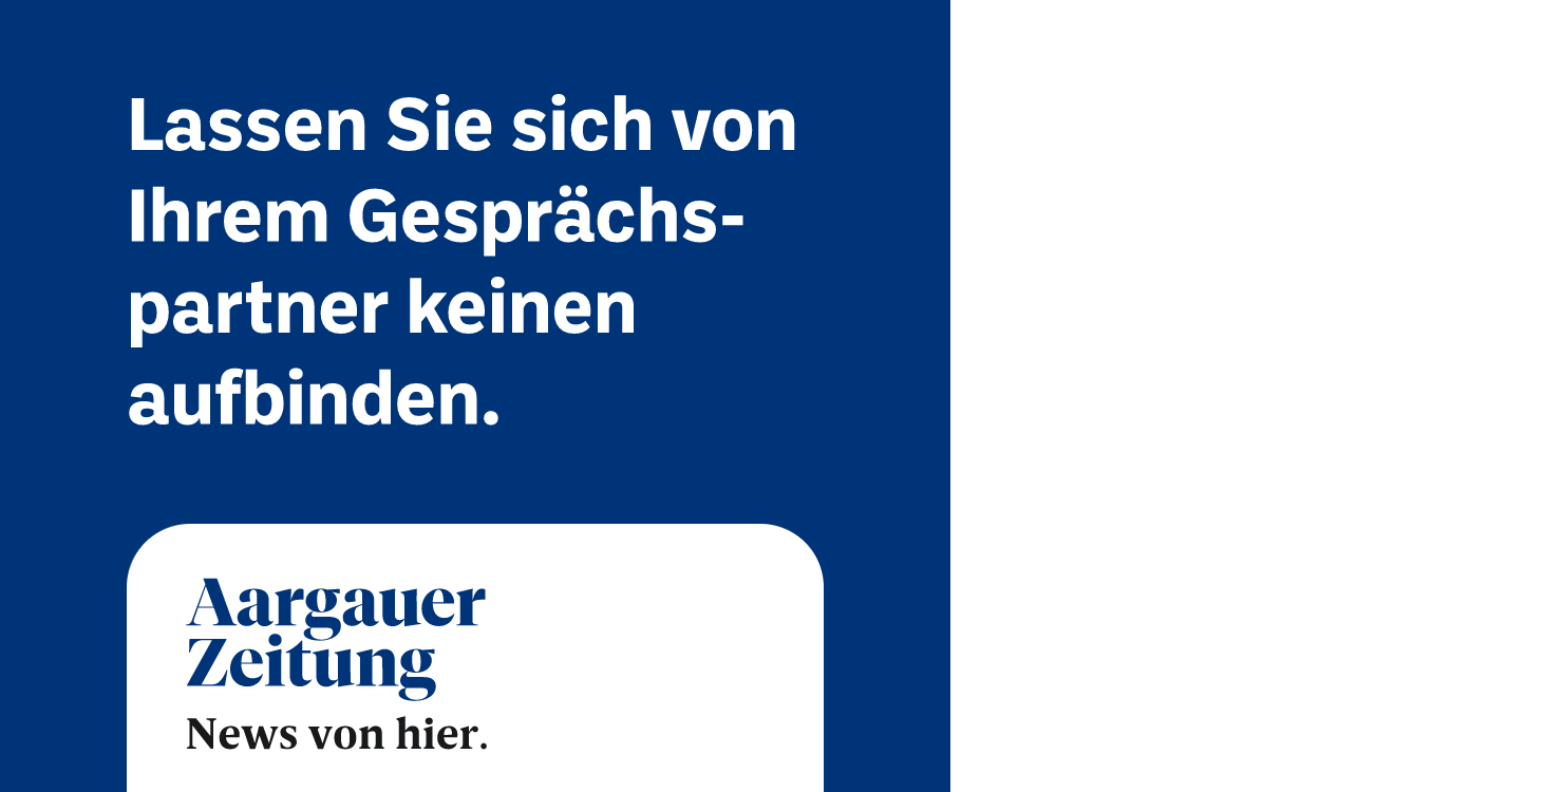 Lassen Sie sich von
Ihrem Gesprächs-
partner keinen
aufbinden.
Aargauer
Zeitung
News von hier.